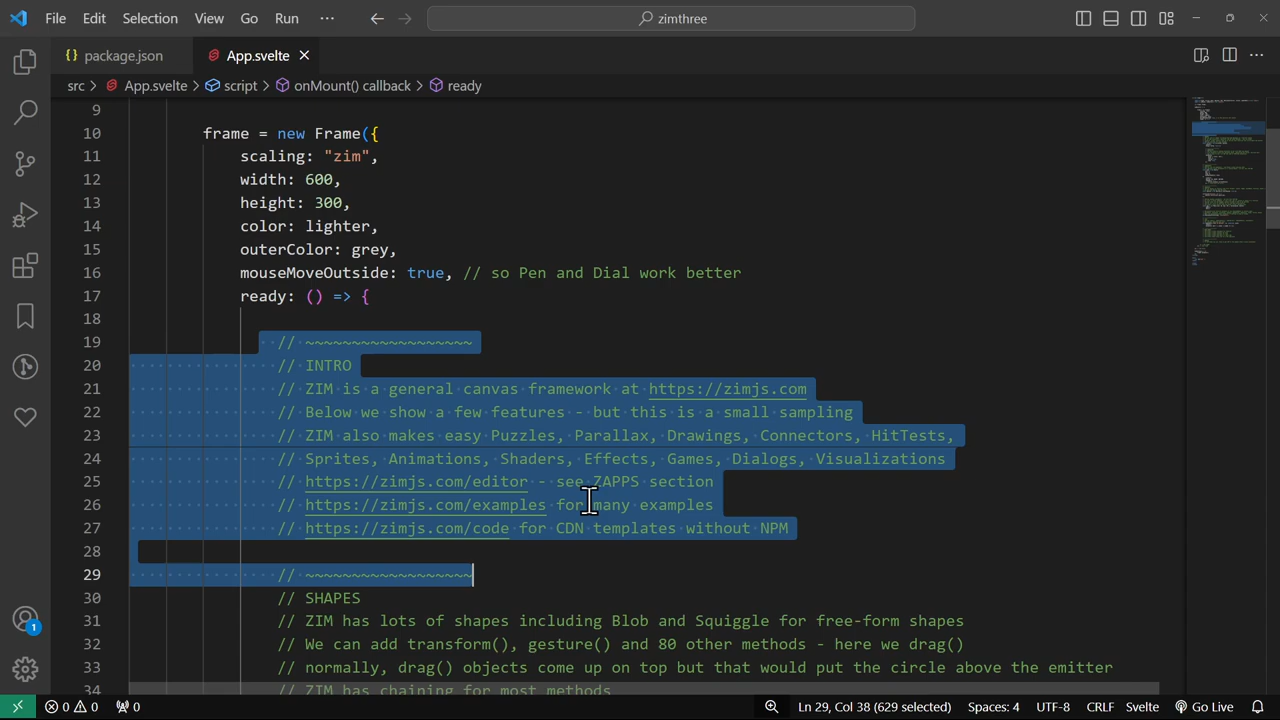 File Edit Selection View Go Run ··· zimthree
package.json App.svelte
src > App.svelte > script > onMount() callback > ready
9
10 frame = new Frame({
11 scaling: "zim",
12 width: 600,
13 height: 300,
14 color: lighter,
15 outerColor: grey,
16 mouseMoveOutside: true, // so Pen and Dial work better
17 ready: () => {
18
19 // ~~~~~~~~~~~~~~~~~~
20 // INTRO
21 // ZIM is a general canvas framework at https://zimjs.com
22 // Below we show a few features - but this is a small sampling
23 // ZIM also makes easy Puzzles, Parallax, Drawings, Connectors, HitTests,
24 // Sprites, Animations, Shaders, Effects, Games, Dialogs, Visualizations
25 // https://zimjs.com/editor - see ZAPPS section
26 // https://zimjs.com/examples for many examples
27 // https://zimjs.com/code for CDN templates without NPM
28
29 // ~~~~~~~~~~~~~~~~~~
30 // SHAPES
31 // ZIM has lots of shapes including Blob and Squiggle for free-form shapes
32 // We can add transform(), gesture() and 80 other methods - here we drag()
33 // normally, drag() objects come up on top but that would put the circle above the emitter
34 // ZIM has chaining for most methods
1
0 0 0 Ln 29, Col 38 (629 selected) Spaces: 4 UTF-8 CRLF Svelte Go Live